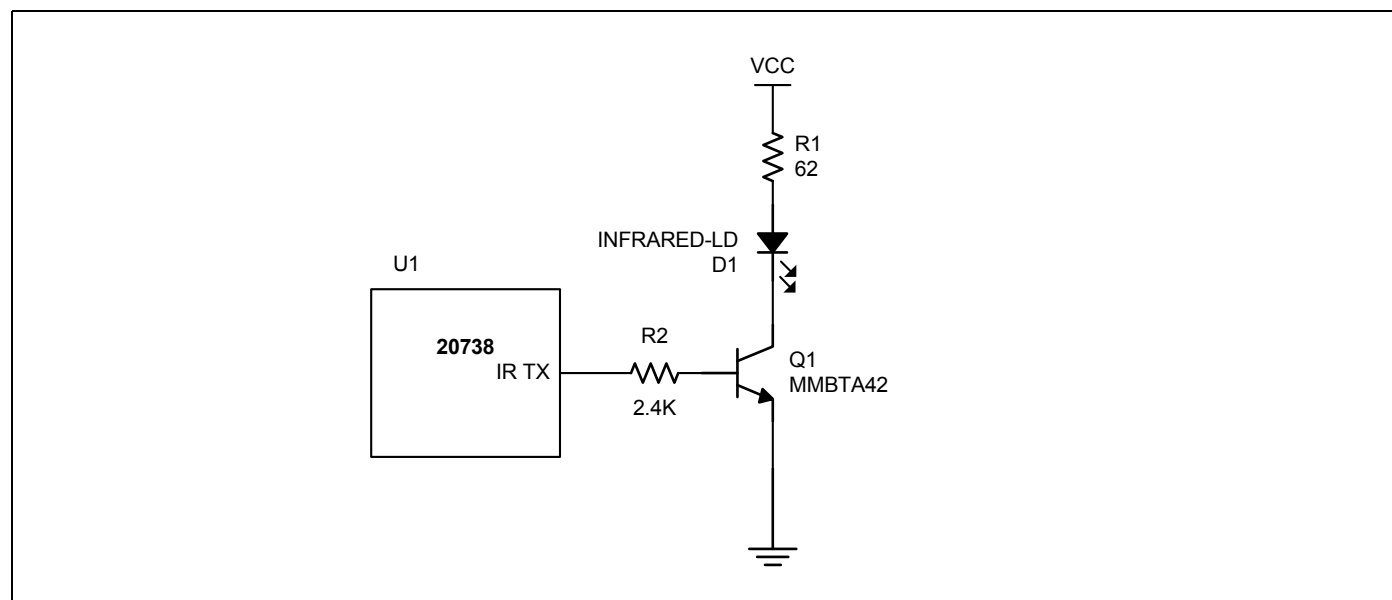 VCC
R1
62
INFRARED-LD
D1
U1
20738
IR TX
R2
2.4K
Q1
MMBTA42